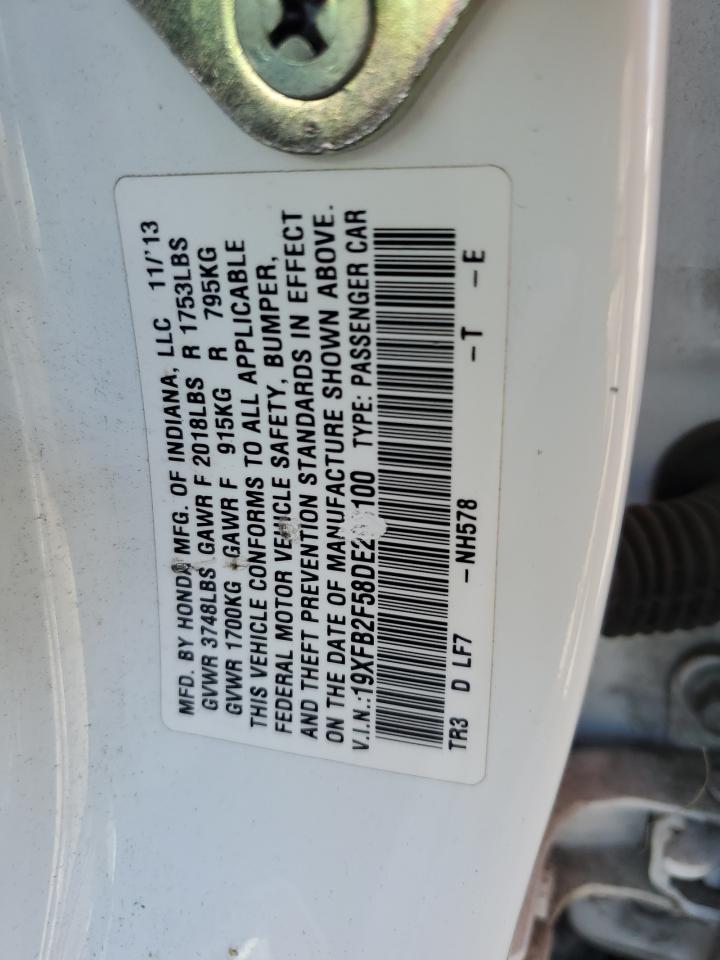 MFD. BY HONDA MFG. OF INDIANA, LLC 11/'13
GVWR 3748LBS GAWR F 2018LBS R 1753LBS
GVWR 1700KG GAWR F 915KG R 795KG
THIS VEHICLE CONFORMS TO ALL APPLICABLE
FEDERAL MOTOR VEHICLE SAFETY, BUMPER,
AND THEFT PREVENTION STANDARDS IN EFFECT
ON THE DATE OF MANUFACTURE SHOWN ABOVE.
V.I.N.: TYPE: PASSENGER CAR
TR3 D LF7 -NH578 -T -E